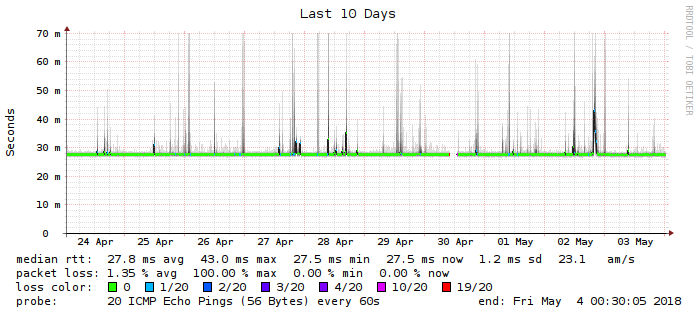 Last 10 Days
RRDTOOL / TOBI OETIKER
Seconds
70 m
60 m
50 m
40 m
30 m
20 m
10 m
0
24 Apr 25 Apr 26 Apr 27 Apr 28 Apr 29 Apr 30 Apr 01 May 02 May 03 May
median rtt: 27.8 ms avg 43.0 ms max 27.5 ms min 27.5 ms now 1.2 ms sd 23.1 am/s
packet loss: 1.35 % avg 100.00 % max 0.00 % min 0.00 % now
loss color: 0 1/20 2/20 3/20 4/20 10/20 19/20
probe: 20 ICMP Echo Pings (56 Bytes) every 60s end: Fri May 4 00:30:05 2018